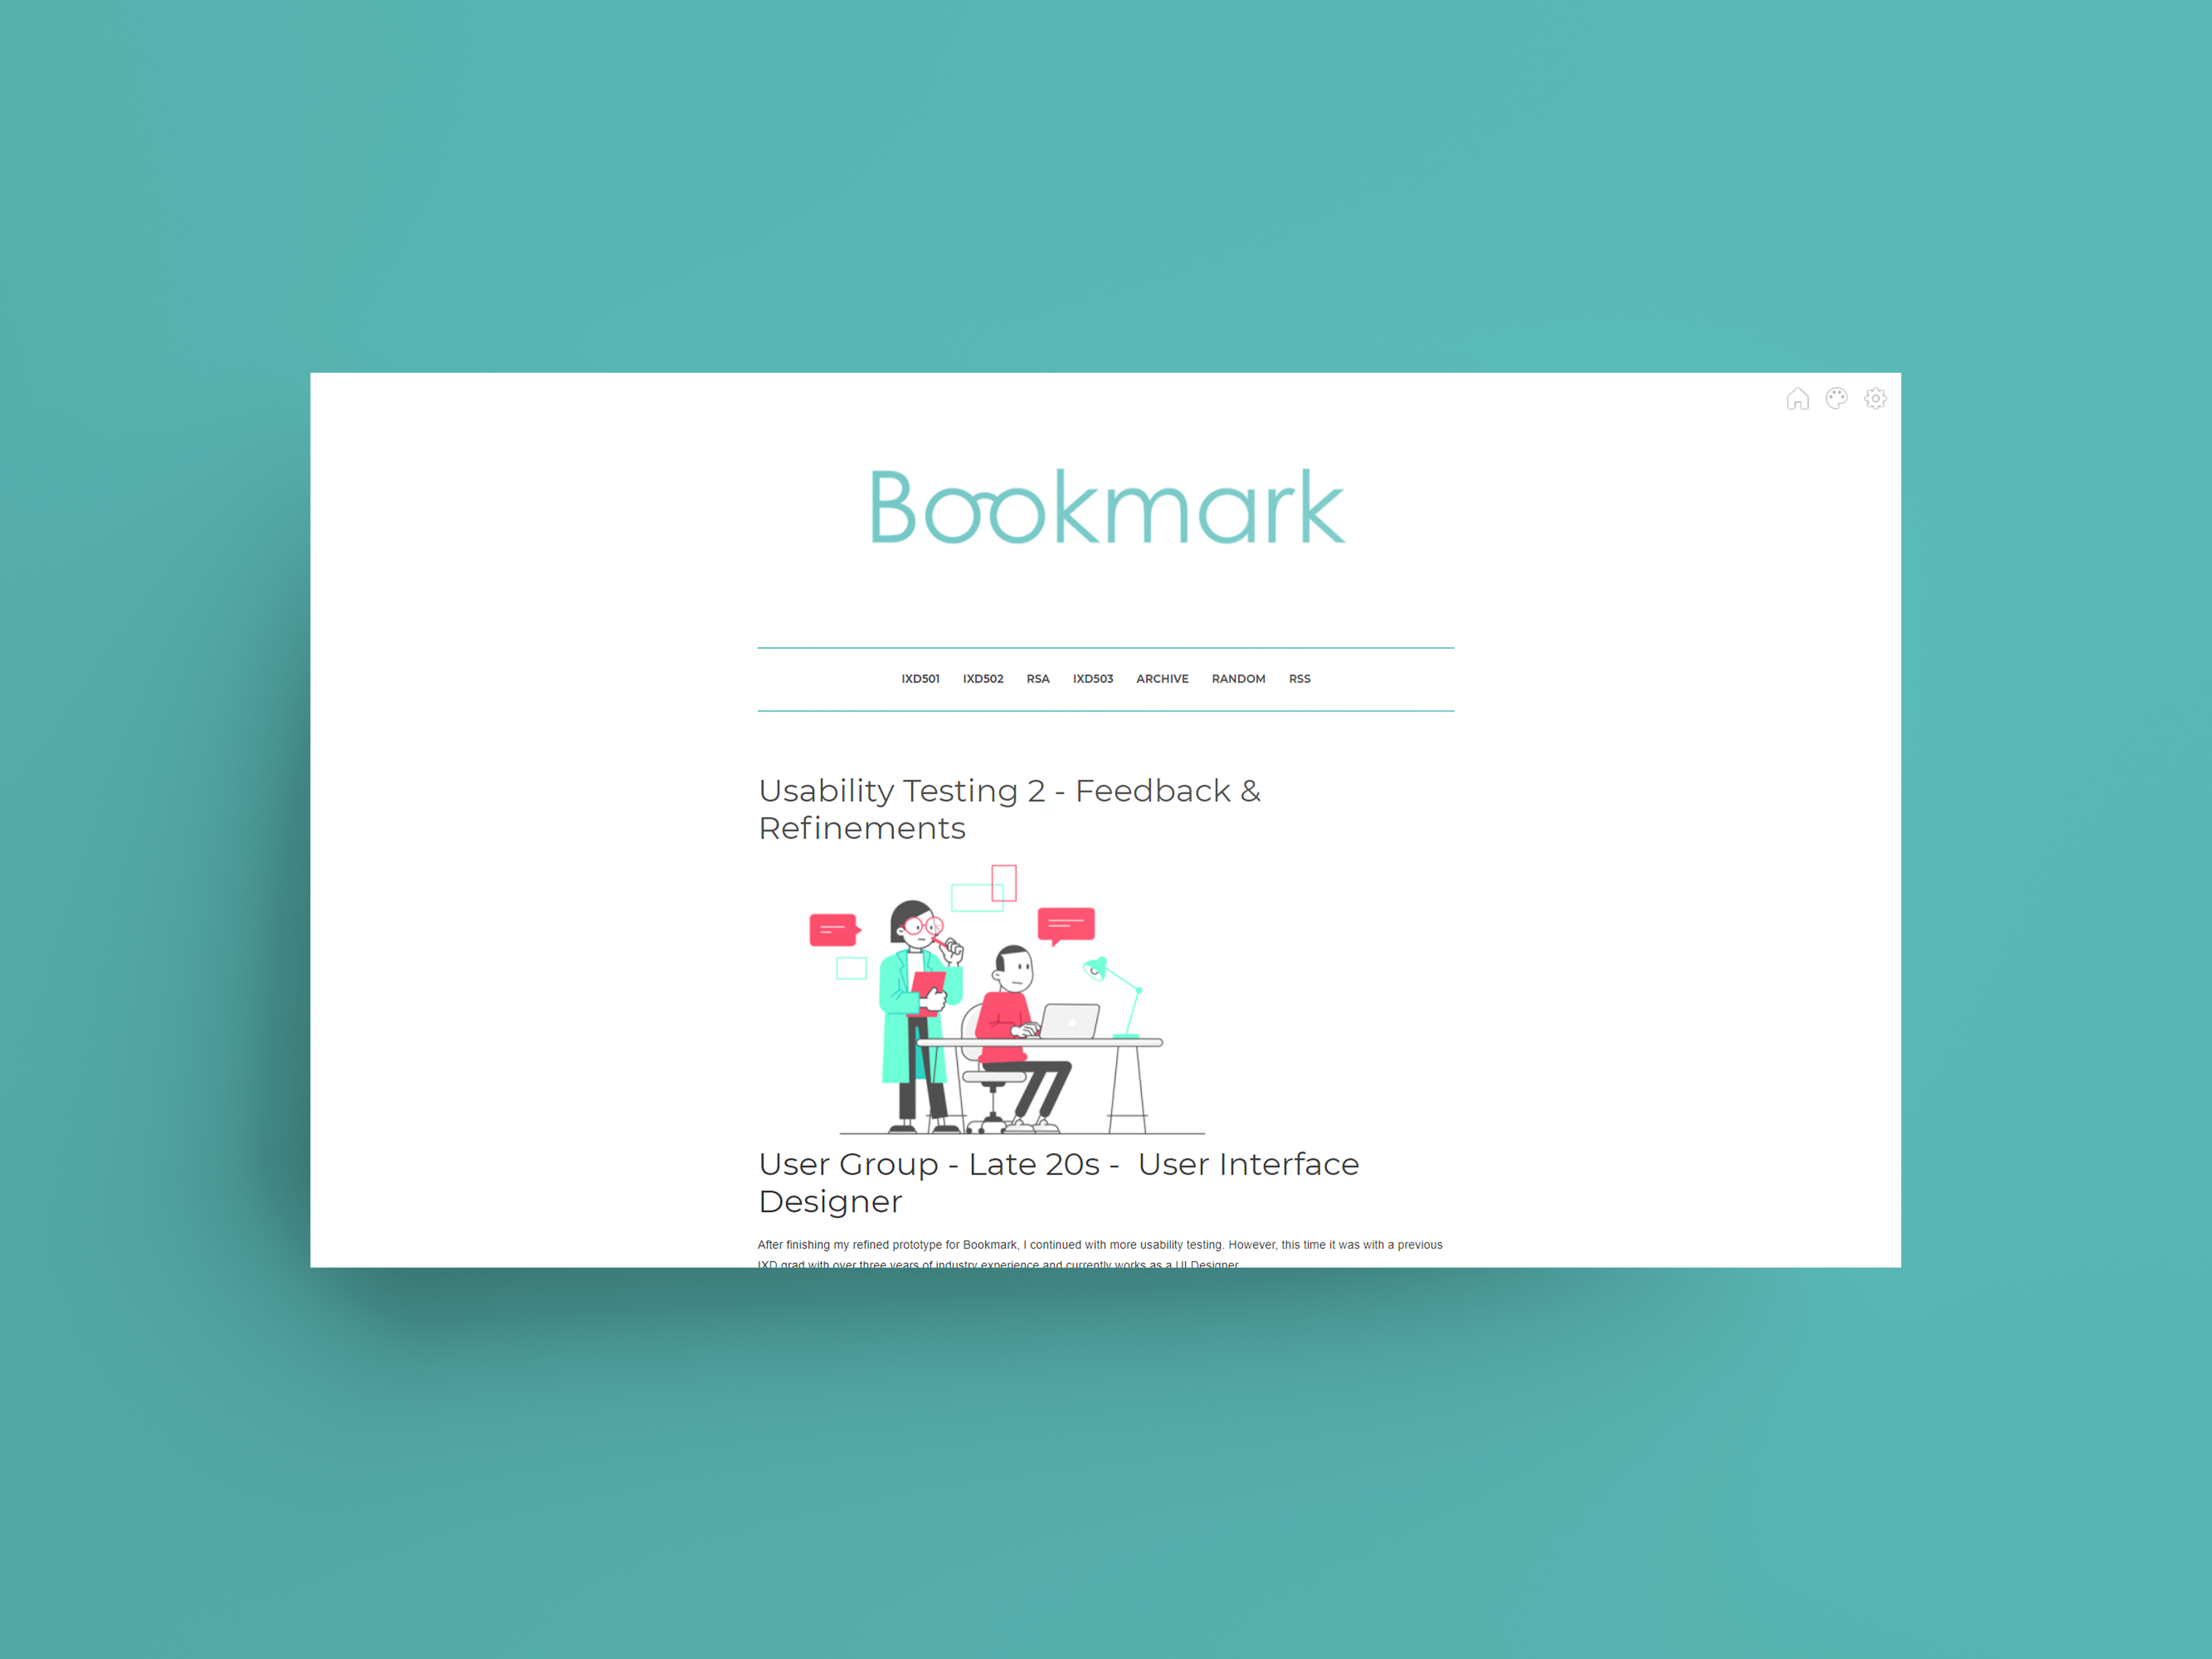 Bookmark
IXD501 IXD502 RSA IXD503 ARCHIVE RANDOM RSS
Usability Testing 2 - Feedback &
Refinements
User Group - Late 20s - User Interface
Designer
After finishing my refined prototype for Bookmark, I continued with more usability testing. However, this time it was with a previous
IXD grad with over three years of industry experience and currently works as a UI Designer